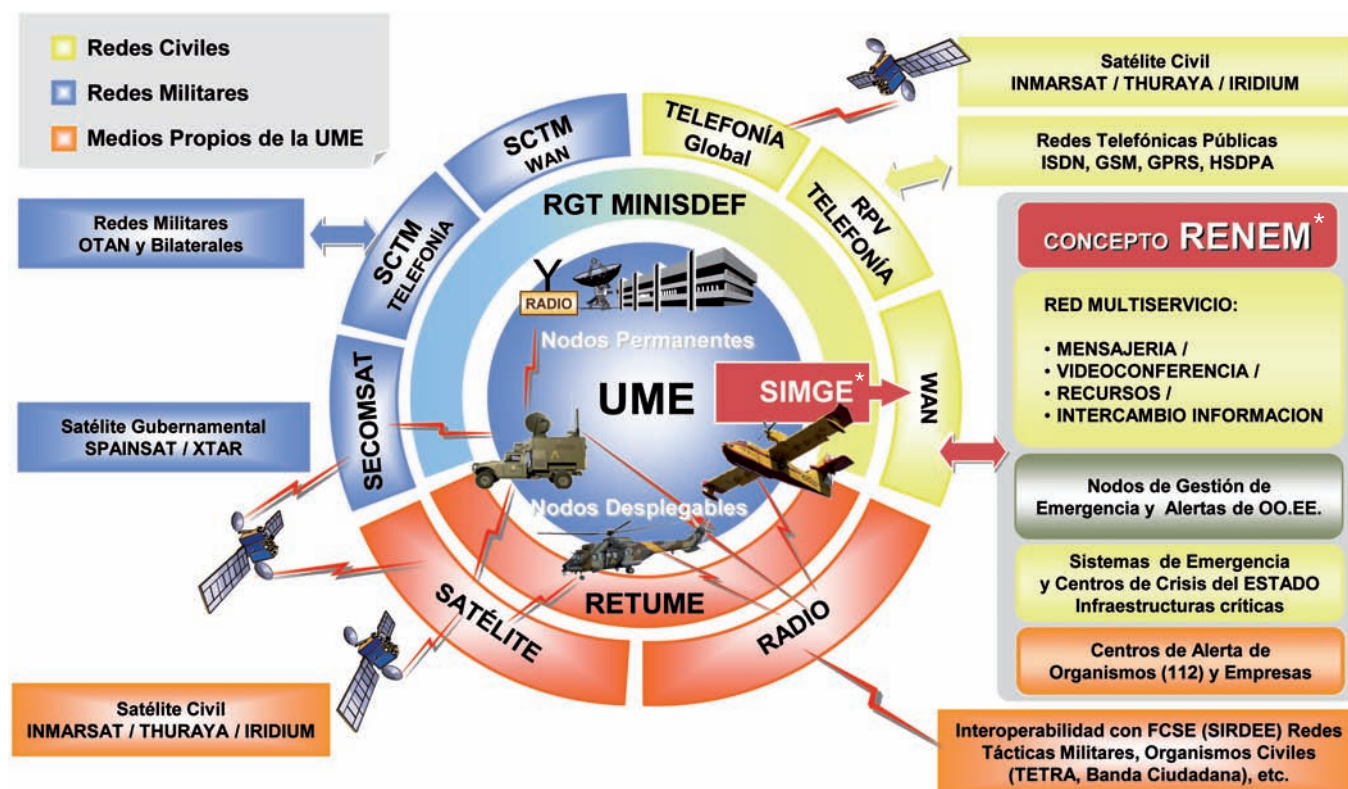 Redes Civiles
Redes Militares
Medios Propios de la UME
Satélite Civil
INMARSAT / THURAYA / IRIDIUM
Redes Telefónicas Públicas
ISDN, GSM, GPRS, HSDPA
Redes Militares
OTAN y Bilaterales
Satélite Gubernamental
SPAINSAT / XTAR
Satélite Civil
INMARSAT / THURAYA / IRIDIUM
SCTM
WAN
TELEFONÍA
Global
SCTM
TELEFONÍA
RPV
TELEFONÍA
SECOMSAT
WAN
SATÉLITE
RADIO
RGT MINISDEF
RETUME
RADIO
Nodos Permanentes
UME
SIMGE*
Nodos Desplegables
CONCEPTO RENEM*
RED MULTISERVICIO:
• MENSAJERIA /
• VIDEOCONFERENCIA /
• RECURSOS /
• INTERCAMBIO INFORMACION
Nodos de Gestión de
Emergencia y Alertas de OO.EE.
Sistemas de Emergencia
y Centros de Crisis del ESTADO
Infraestructuras críticas
Centros de Alerta de
Organismos (112) y Empresas
Interoperabilidad con FCSE (SIRDEE) Redes
Tácticas Militares, Organismos Civiles
(TETRA, Banda Ciudadana), etc.